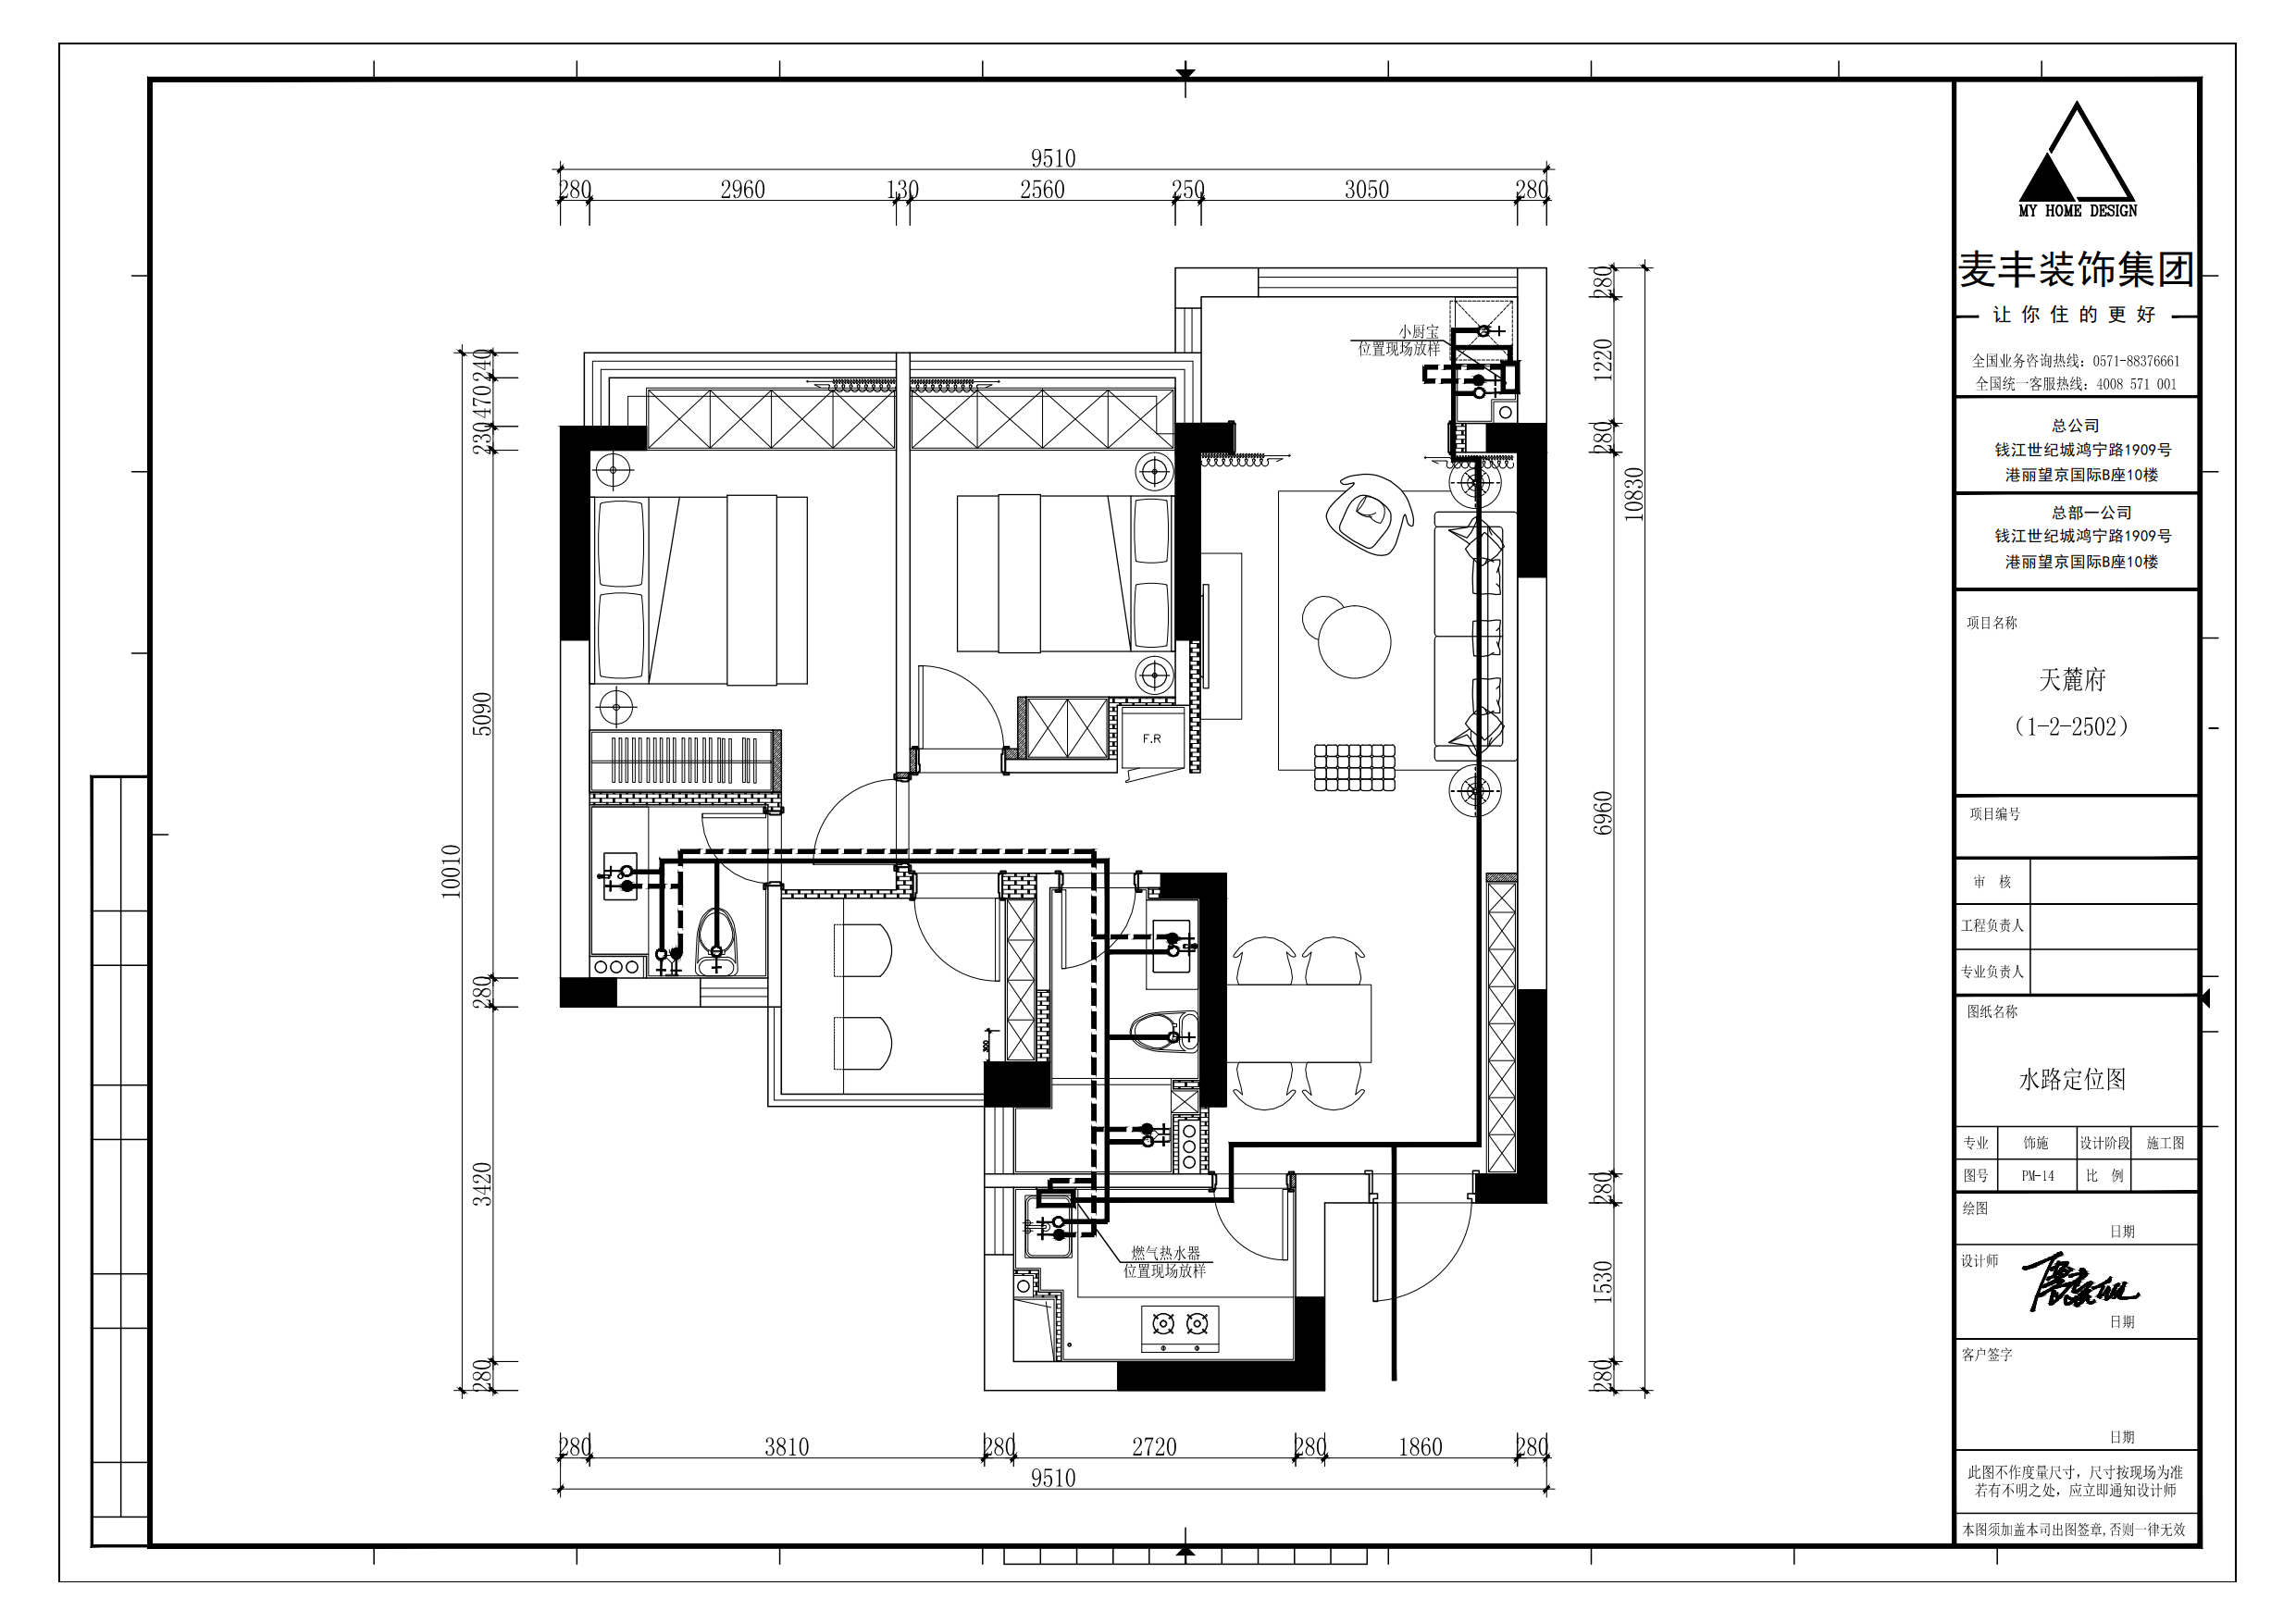 9510
280 2960 130 2560 250 3050 280
240
470
230
5090
280
3420
280
10010
280
1220
280
6960
280
1530
280
10830
小厨宝
位置现场放样
F.R
300
燃气热水器
位置现场放样
280 3810 280 2720 280 1860 280
9510
MY HOME DESIGN
麦丰装饰集团
让你住的更好
全国业务咨询热线：0571-88376661
全国统一客服热线：4008 571 001
总公司
钱江世纪城鸿宁路1909号
港丽望京国际B座10楼
总部一公司
钱江世纪城鸿宁路1909号
港丽望京国际B座10楼
项目名称
天麓府
（1-2-2502）
项目编号
审 核
工程负责人
专业负责人
图纸名称
水路定位图
专业 饰施 设计阶段 施工图
图号 PM-14 比 例
绘图
日期
设计师
日期
客户签字
日期
此图不作度量尺寸，尺寸按现场为准
若有不明之处，应立即通知设计师
本图须加盖本司出图签章,否则一律无效